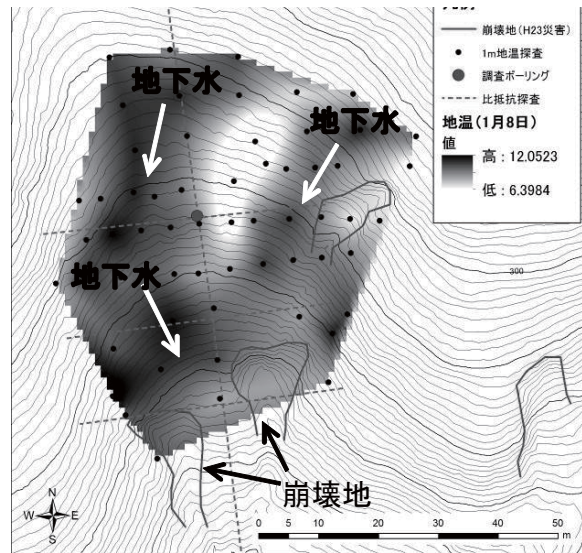 崩壊地(H23災害)
1m地温探査
調査ボーリング
比抵抗探査
地温(1月8日)
値
高 : 12.0523
低 : 6.3984
地下水
地下水
地下水
300
崩壊地
N
W
E
S
0 5 10 20 30 40 50
m